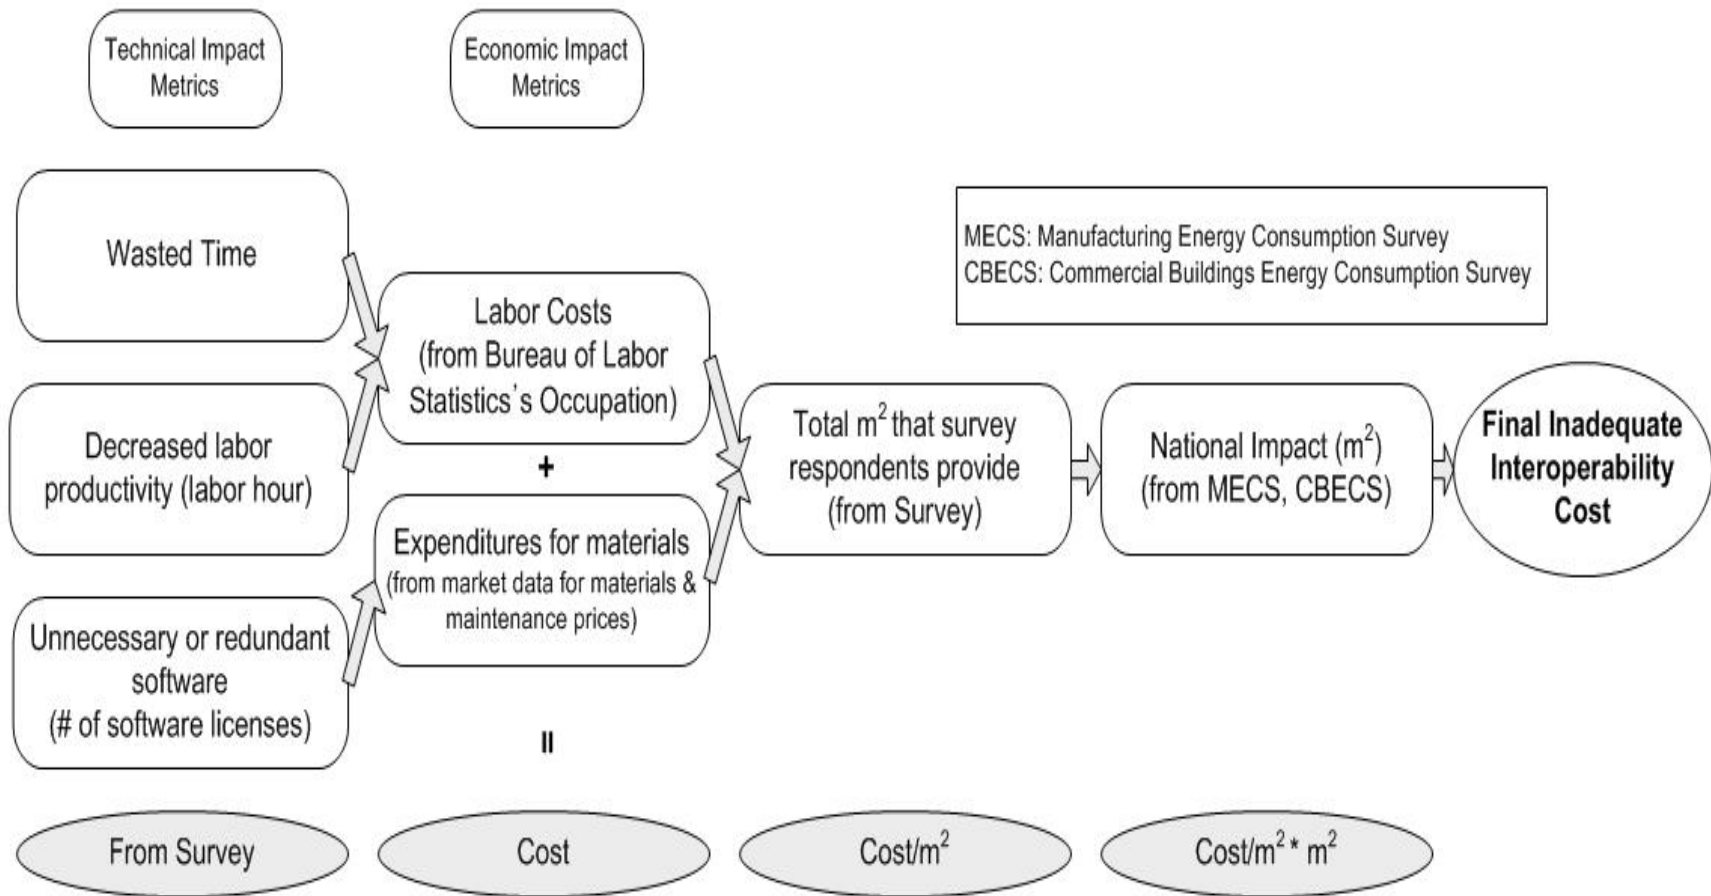 Technical Impact
Metrics
Economic Impact
Metrics
Wasted Time
MECS: Manufacturing Energy Consumption Survey
CBECS: Commercial Buildings Energy Consumption Survey
Labor Costs
(from Bureau of Labor
Statistics's Occupation)
Decreased labor
productivity (labor hour)
+
Total m² that survey
respondents provide
(from Survey)
National Impact (m²)
(from MECS, CBECS)
Final Inadequate
Interoperability
Cost
Expenditures for materials
(from market data for materials &
maintenance prices)
Unnecessary or redundant
software
(# of software licenses)
=
From Survey
Cost
Cost/m²
Cost/m² * m²